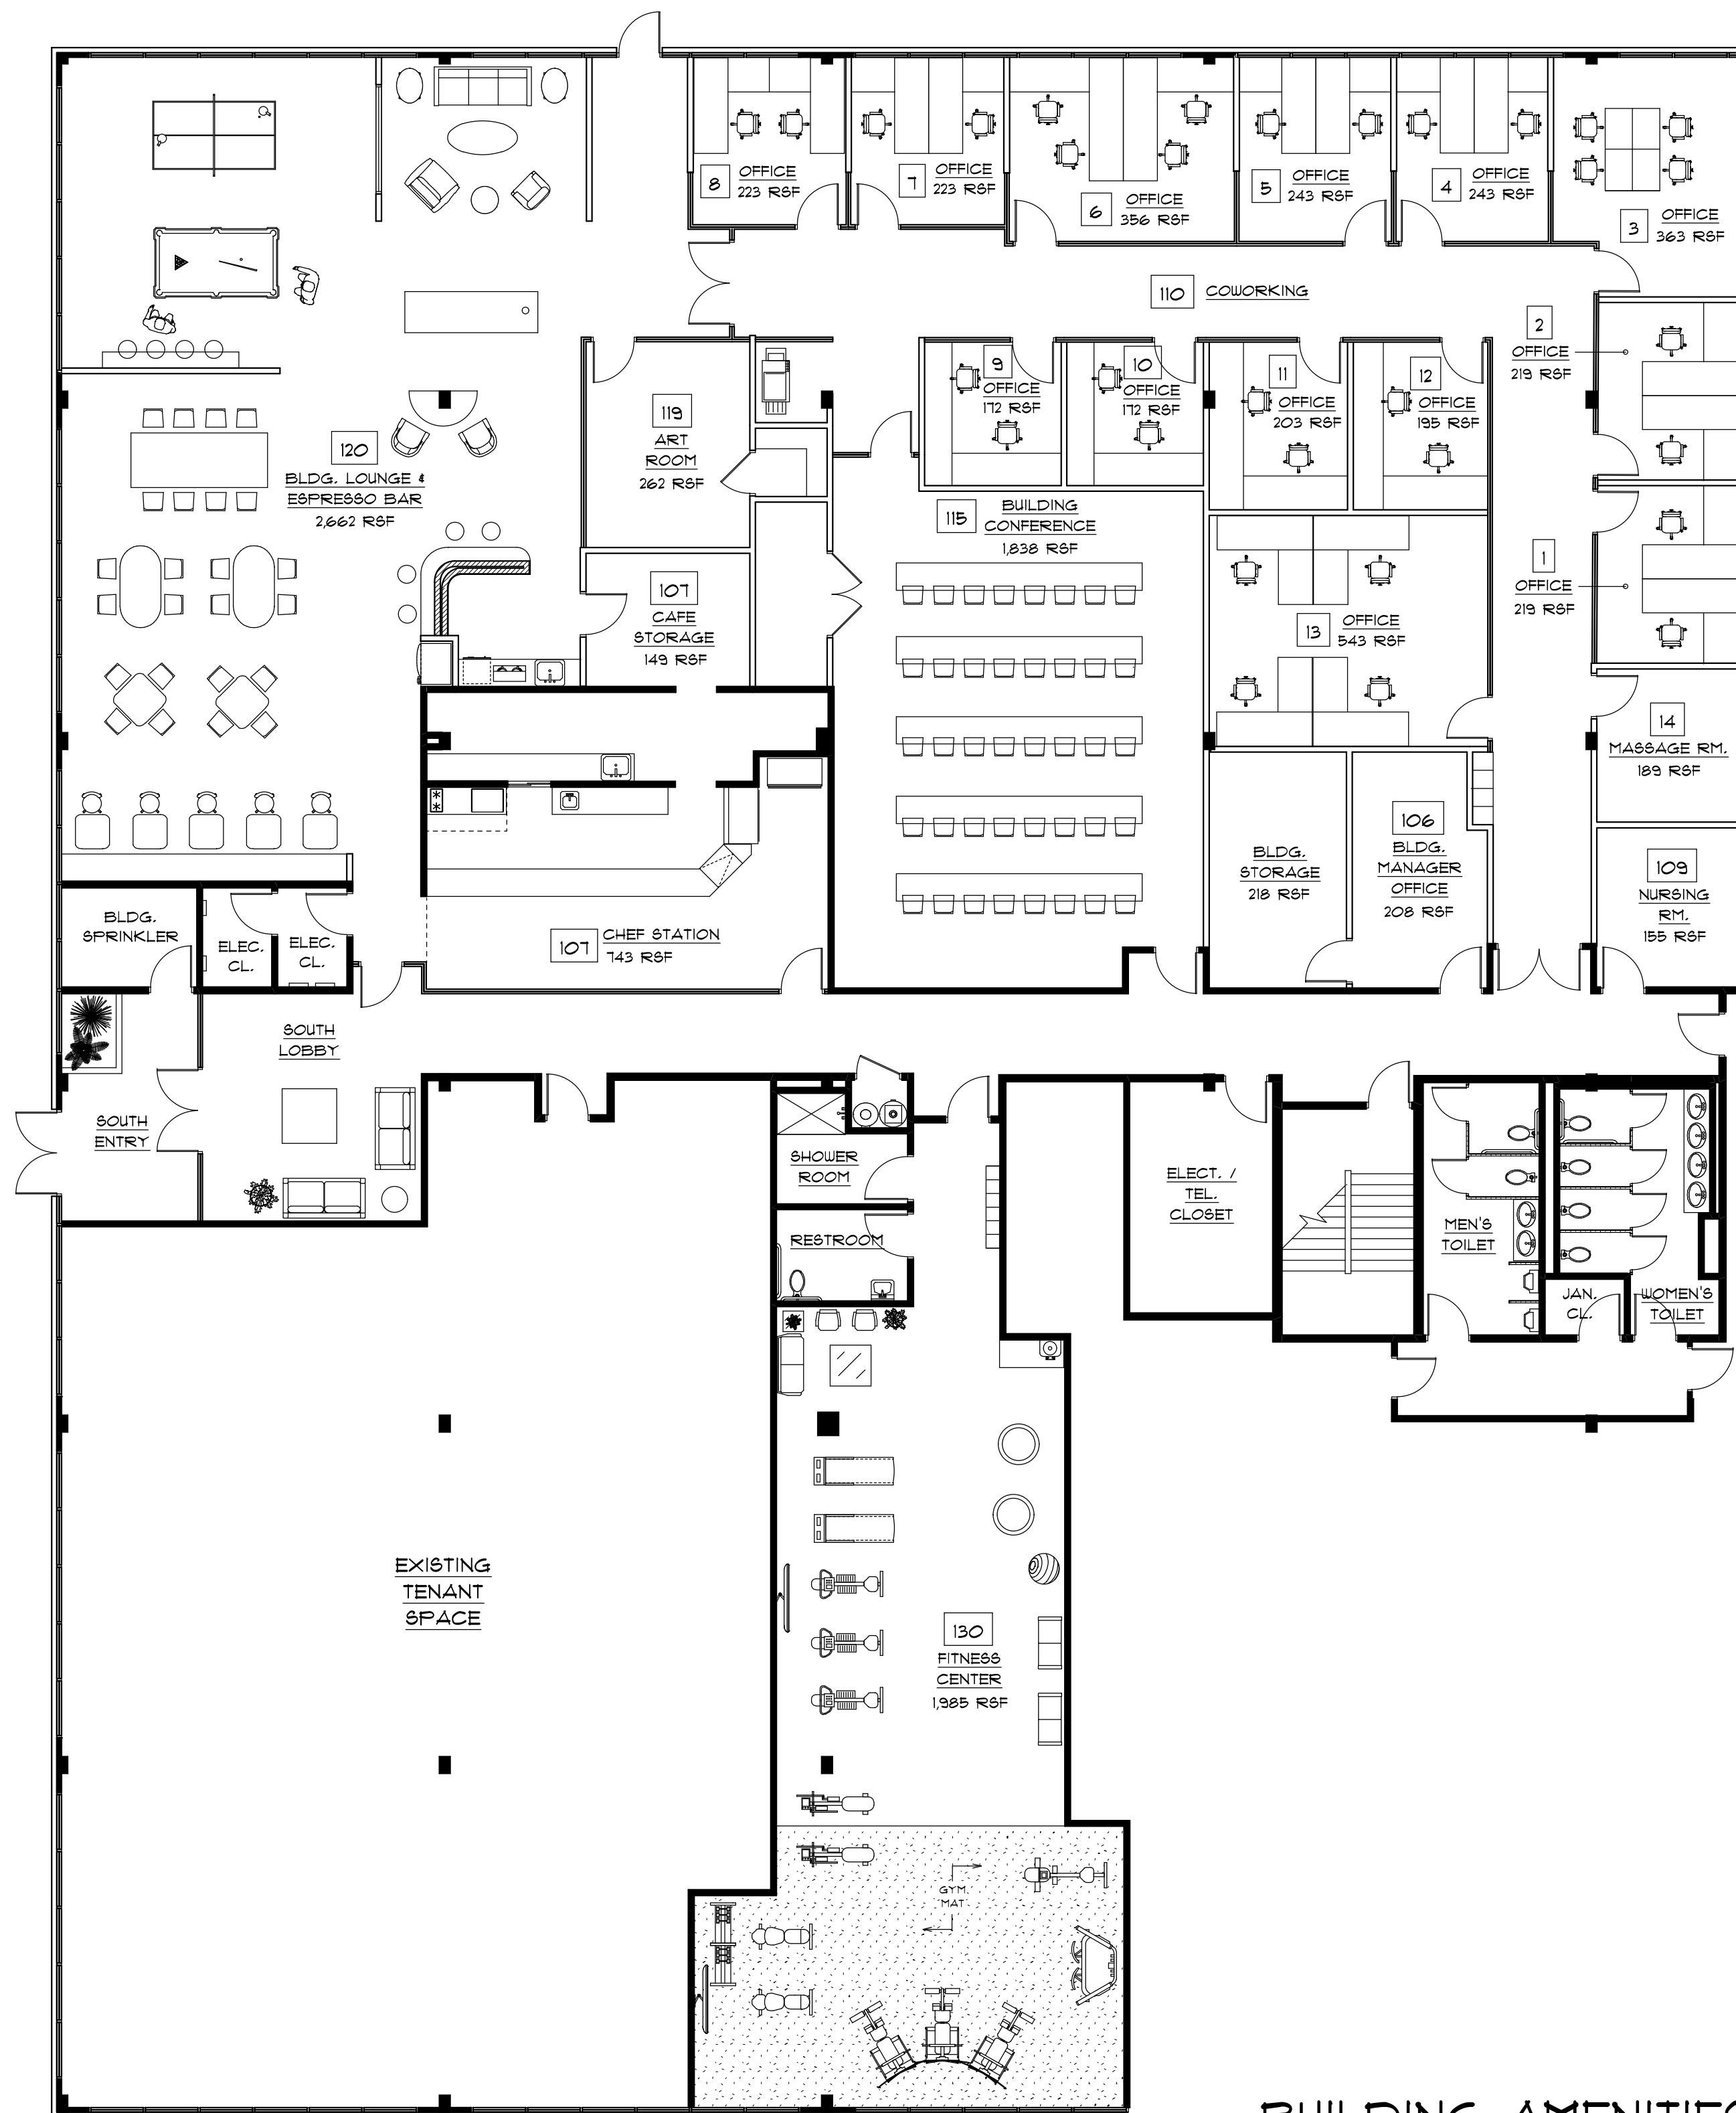 8
OFFICE
223 RSF
7
OFFICE
223 RSF
6
OFFICE
356 RSF
5
OFFICE
243 RSF
4
OFFICE
243 RSF
3
OFFICE
363 RSF
110
COWORKING
2
OFFICE
219 RSF
9
OFFICE
172 RSF
10
OFFICE
172 RSF
11
OFFICE
203 RSF
12
OFFICE
195 RSF
119
ART
ROOM
262 RSF
120
BLDG. LOUNGE &
ESPRESSO BAR
2,662 RSF
115
BUILDING
CONFERENCE
1,838 RSF
1
OFFICE
219 RSF
107
CAFE
STORAGE
149 RSF
13
OFFICE
543 RSF
14
MASSAGE RM.
189 RSF
106
BLDG.
MANAGER
OFFICE
208 RSF
BLDG.
STORAGE
218 RSF
109
NURSING
RM.
155 RSF
BLDG.
SPRINKLER
ELEC.
CL.
ELEC.
CL.
107
CHEF STATION
743 RSF
SOUTH
LOBBY
SOUTH
ENTRY
SHOWER
ROOM
RESTROOM
ELECT. /
TEL.
CLOSET
MEN'S
TOILET
JAN.
CL.
WOMEN'S
TOILET
EXISTING
TENANT
SPACE
130
FITNESS
CENTER
1,985 RSF
GYM
MAT
BUILDING AMENITIES